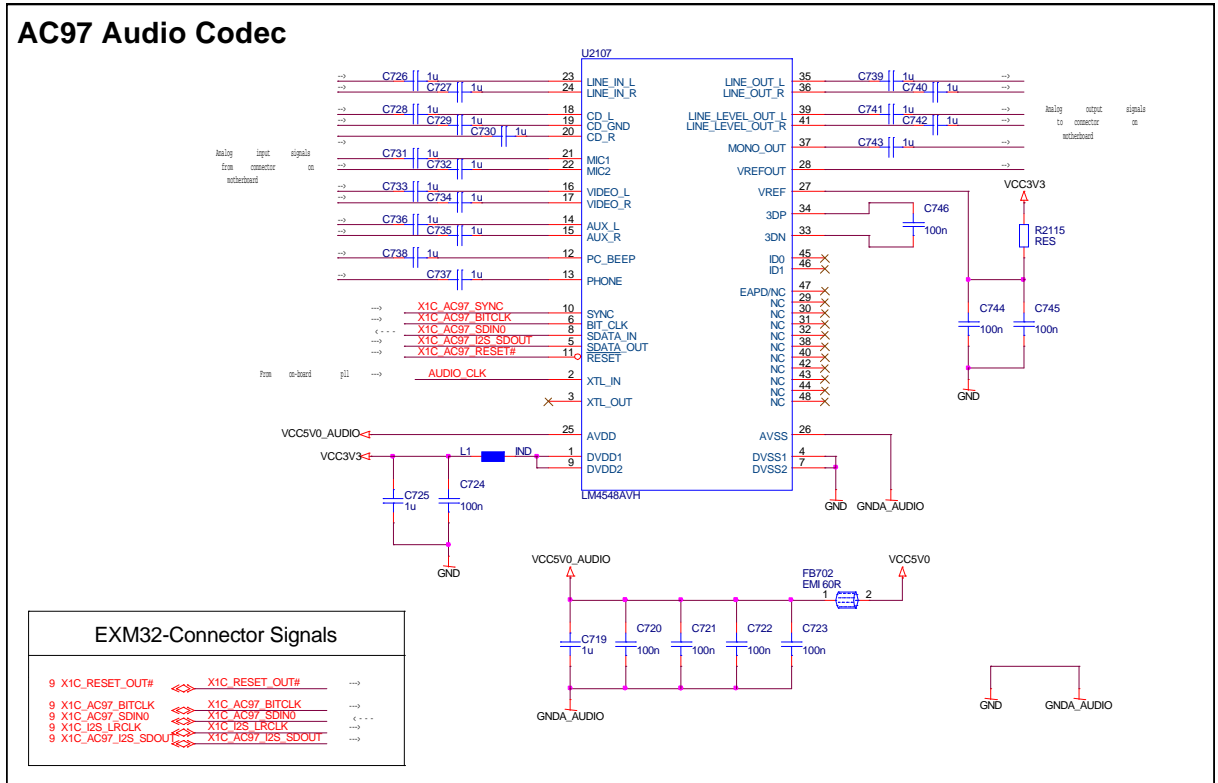 AC97 Audio Codec
U2107
LM4548AVH
---> C726 1u 23 LINE_IN_L
---> C727 1u 24 LINE_IN_R
---> C728 1u 18 CD_L
---> C729 1u 19 CD_GND
---> C730 1u 20 CD_R
---> C731 1u 21 MIC1
---> C732 1u 22 MIC2
---> C733 1u 16 VIDEO_L
---> C734 1u 17 VIDEO_R
---> C736 1u 14 AUX_L
---> C735 1u 15 AUX_R
---> C738 1u 12 PC_BEEP
---> C737 1u 13 PHONE
Analog input signals
from connector on
motherboard
---> X1C_AC97_SYNC 10 SYNC
---> X1C_AC97_BITCLK 6 BIT_CLK
<--- X1C_AC97_SDIN0 8 SDATA_IN
---> X1C_AC97_I2S_SDOUT 5 SDATA_OUT
---> X1C_AC97_RESET# 11 RESET
From on-board pll ---> AUDIO_CLK 2 XTL_IN
3 XTL_OUT
VCC5V0_AUDIO 25 AVDD
VCC3V3 L1 IND 1 DVDD1
9 DVDD2
C725 1u
C724 100n
GND
LINE_OUT_L 35 C739 1u --->
LINE_OUT_R 36 C740 1u --->
LINE_LEVEL_OUT_L 39 C741 1u --->
LINE_LEVEL_OUT_R 41 C742 1u --->
MONO_OUT 37 C743 1u --->
VREFOUT 28 --->
Analog output signals
to connector on
motherboard
VREF 27
3DP 34
3DN 33
C746
100n
VCC3V3
R2115
RES
C744
100n
C745
100n
GND
ID0 45
ID1 46
EAPD/NC 47
NC 29
NC 30
NC 31
NC 32
NC 38
NC 40
NC 42
NC 43
NC 44
NC 48
AVSS 26
DVSS1 4
DVSS2 7
GND GNDA_AUDIO
VCC5V0_AUDIO
FB702
EMI 60R
1 2
VCC5V0
C719
1u
C720
100n
C721
100n
C722
100n
C723
100n
GNDA_AUDIO
GND GNDA_AUDIO
EXM32-Connector Signals
9 X1C_RESET_OUT# X1C_RESET_OUT# --->
9 X1C_AC97_BITCLK X1C_AC97_BITCLK --->
9 X1C_AC97_SDIN0 X1C_AC97_SDIN0 <---
9 X1C_I2S_LRCLK X1C_I2S_LRCLK --->
9 X1C_AC97_I2S_SDOUT X1C_AC97_I2S_SDOUT --->